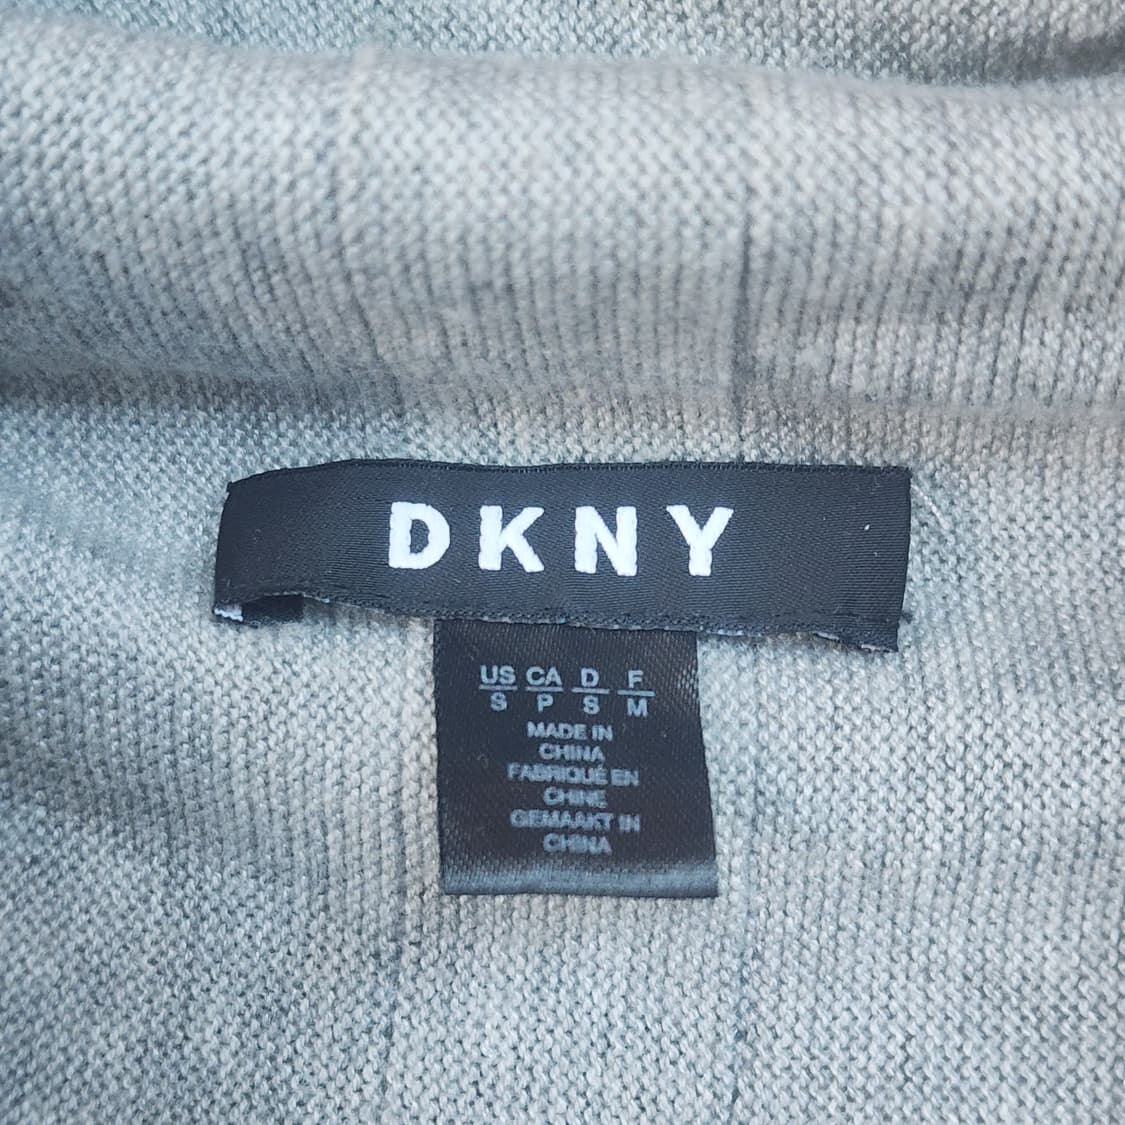 DKNY
US CA D F
S P S M
MADE IN
CHINA
FABRIQUÉ EN
CHINE
GEMAAKT IN
CHINA